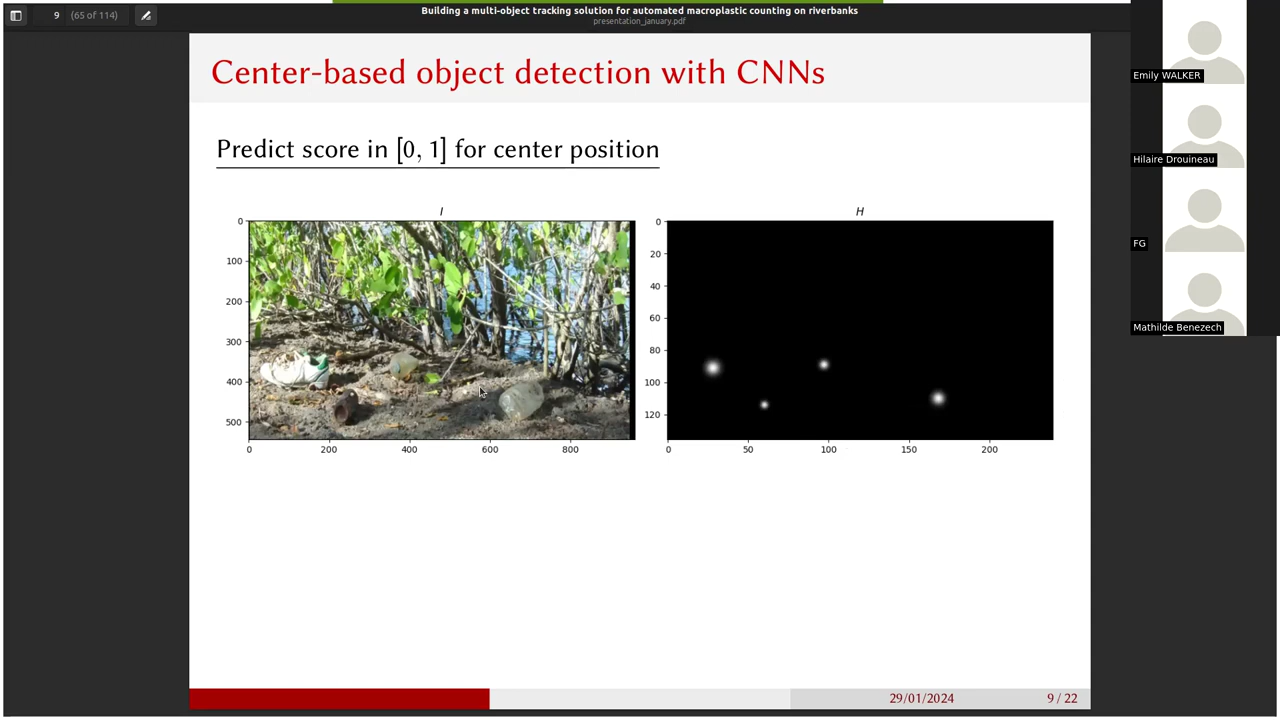 9 (65 of 114)
Building a multi-object tracking solution for automated macroplastic counting on riverbanks
presentation_january.pdf
Center-based object detection with CNNs
Predict score in [0, 1] for center position
I
0
100
200
300
400
500
0 200 400 600 800
H
0
20
40
60
80
100
120
0 50 100 150 200
29/01/2024 9 / 22
Emily WALKER
Hilaire Drouineau
FG
Mathilde Benezech